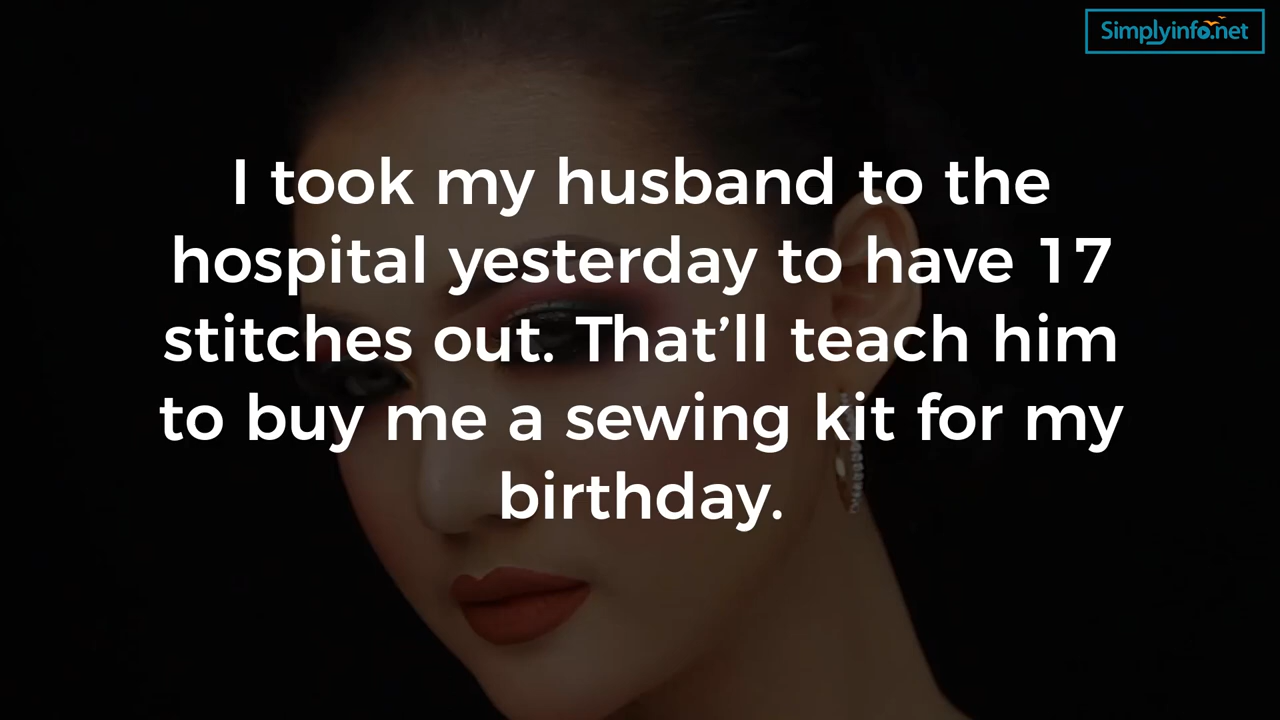 Simplyinfo.net
I took my husband to the
hospital yesterday to have 17
stitches out. That’ll teach him
to buy me a sewing kit for my
birthday.